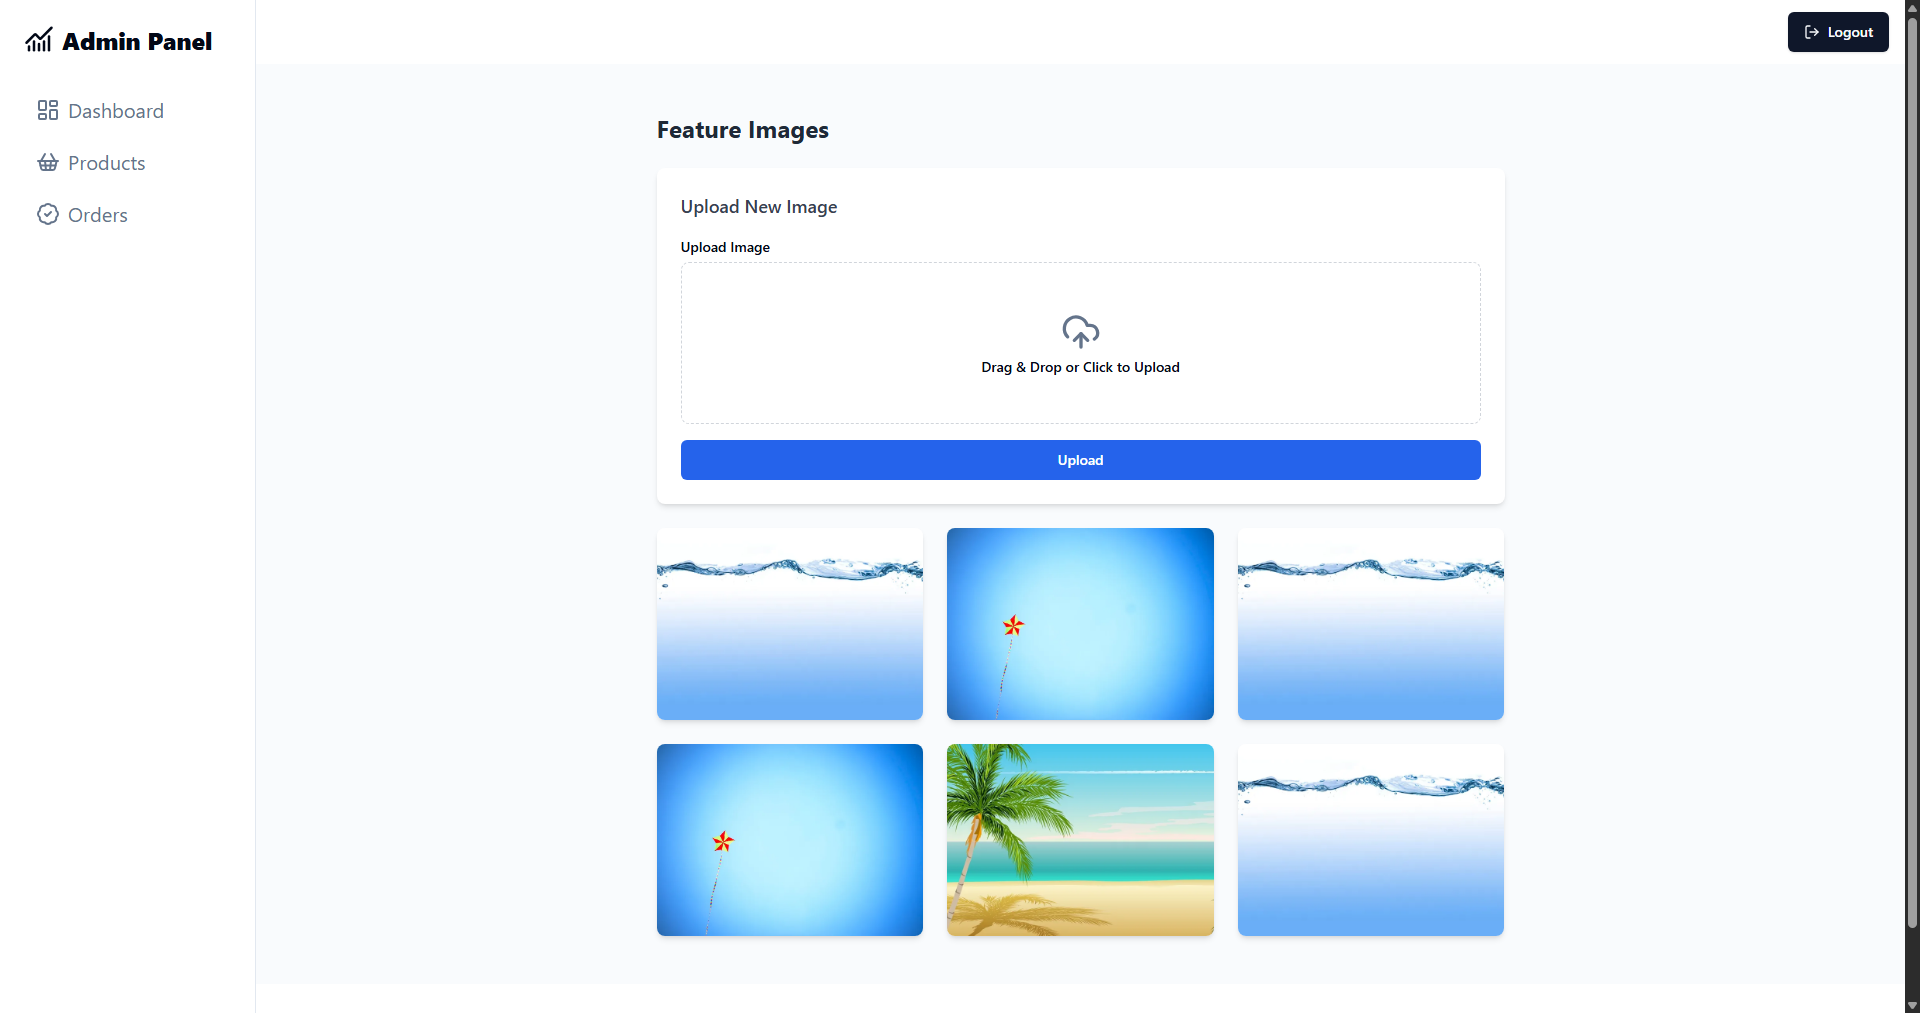 Admin Panel
Logout
Dashboard
Products
Orders
Feature Images
Upload New Image
Upload Image
Drag & Drop or Click to Upload
Upload